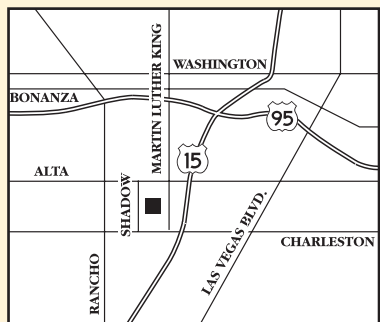 WASHINGTON
BONANZA
MARTIN LUTHER KING
95
15
ALTA
SHADOW
LAS VEGAS BLVD.
CHARLESTON
RANCHO